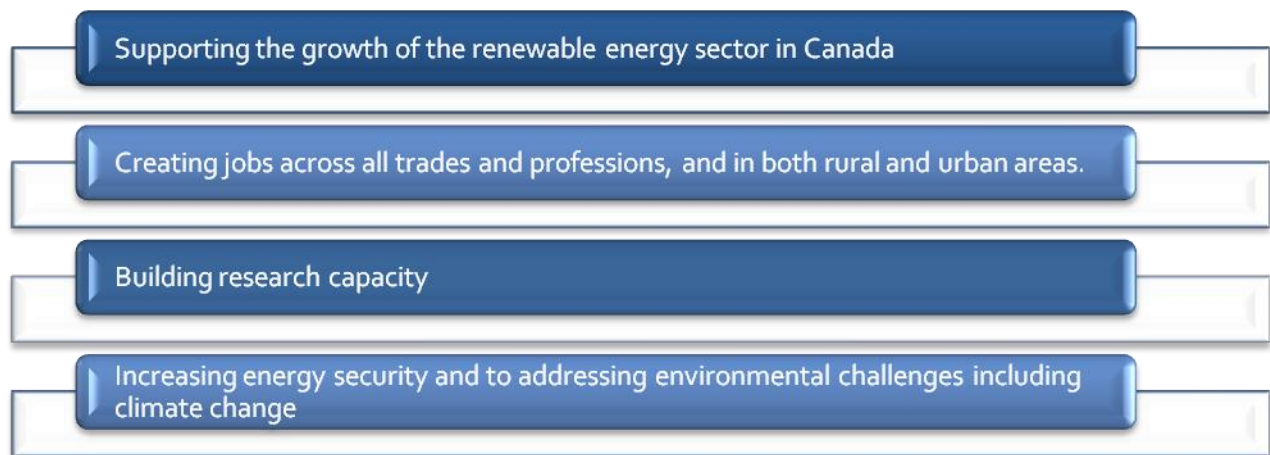 Supporting the growth of the renewable energy sector in Canada
Creating jobs across all trades and professions, and in both rural and urban areas.
Building research capacity
Increasing energy security and to addressing environmental challenges including
climate change